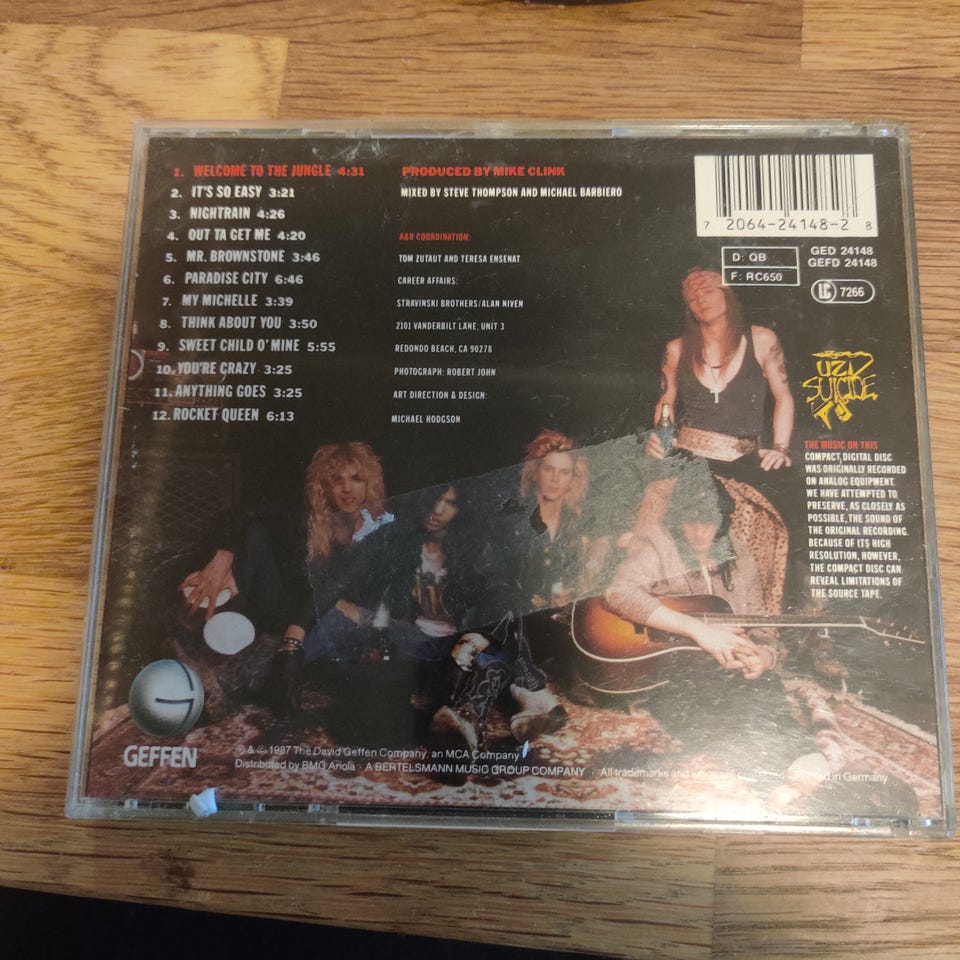 1. WELCOME TO THE JUNGLE 4:31
2. IT'S SO EASY 3:21
3. NIGHTRAIN 4:26
4. OUT TA GET ME 4:20
5. MR. BROWNSTONE 3:46
6. PARADISE CITY 6:46
7. MY MICHELLE 3:39
8. THINK ABOUT YOU 3:50
9. SWEET CHILD O' MINE 5:55
10. YOU'RE CRAZY 3:25
11. ANYTHING GOES 3:25
12. ROCKET QUEEN 6:13
PRODUCED BY MIKE CLINK
MIXED BY STEVE THOMPSON AND MICHAEL BARBIERO
A&R COORDINATION:
TOM ZUTAUT AND TERESA ENSENAT
CAREER AFFAIRS:
STRAVINSKI BROTHERS/ALAN NIVEN
2101 VANDERBILT LANE, UNIT 3
REDONDO BEACH, CA 90278
PHOTOGRAPH: ROBERT JOHN
ART DIRECTION & DESIGN:
MICHAEL HODGSON
7 2064-24148-2 8
D: QB
F: RC650
GED 24148
GEFD 24148
LC 7266
UZI
SUICIDE
THE MUSIC ON THIS
COMPACT DIGITAL DISC
WAS ORIGINALLY RECORDED
ON ANALOG EQUIPMENT.
WE HAVE ATTEMPTED TO
PRESERVE, AS CLOSELY AS
POSSIBLE, THE SOUND OF
THE ORIGINAL RECORDING.
BECAUSE OF ITS HIGH
RESOLUTION, HOWEVER,
THE COMPACT DISC CAN
REVEAL LIMITATIONS OF
THE SOURCE TAPE.
GEFFEN
®
℗ & © 1987 The David Geffen Company, an MCA Company
Distributed by BMG Ariola · A BERTELSMANN MUSIC GROUP COMPANY · All trademarks and logos are protected · Printed in Germany